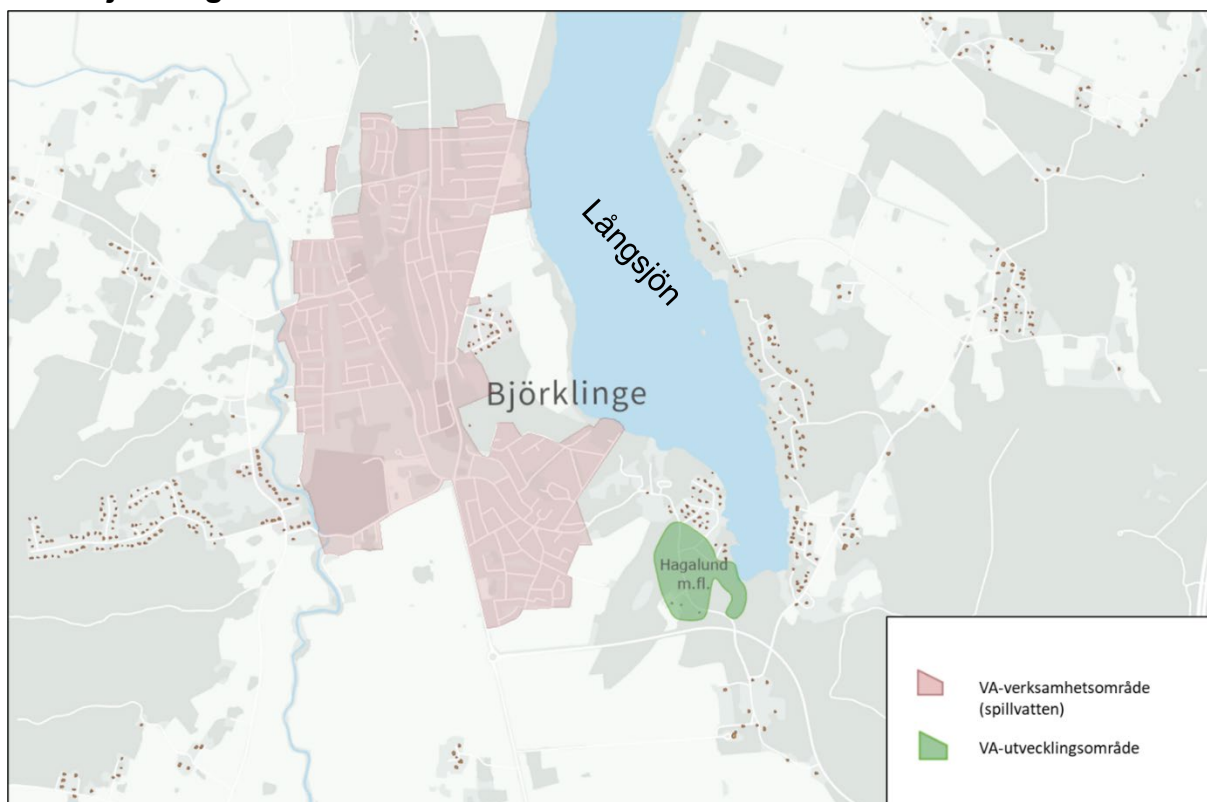 Långsjön
Björklinge
Hagalund
m.fl.
VA-verksamhetsområde
(spillvatten)
VA-utvecklingsområde